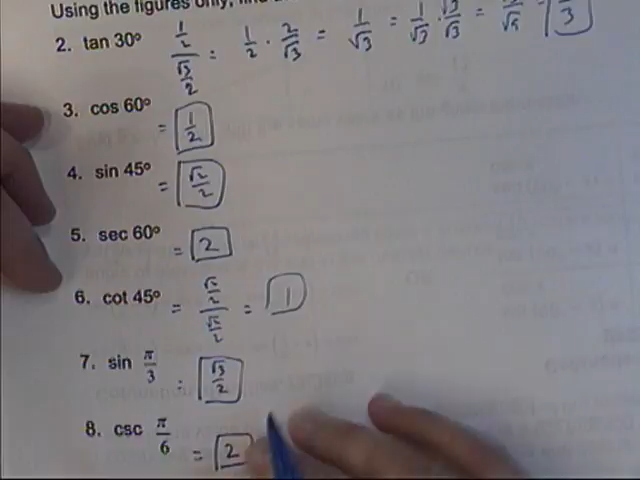 Using the figures only,
2. tan 30° (1/2)/(√3/2) = 1/2 · 2/√3 = 1/√3 = 1/√3 · √3/√3 = 3
3. cos 60° = 1/2
4. sin 45° = √2/2
5. sec 60° = 2
6. cot 45° = (√2/2)/(√2/2) = 1
7. sin π/3 = √3/2
8. csc π/6 = 2